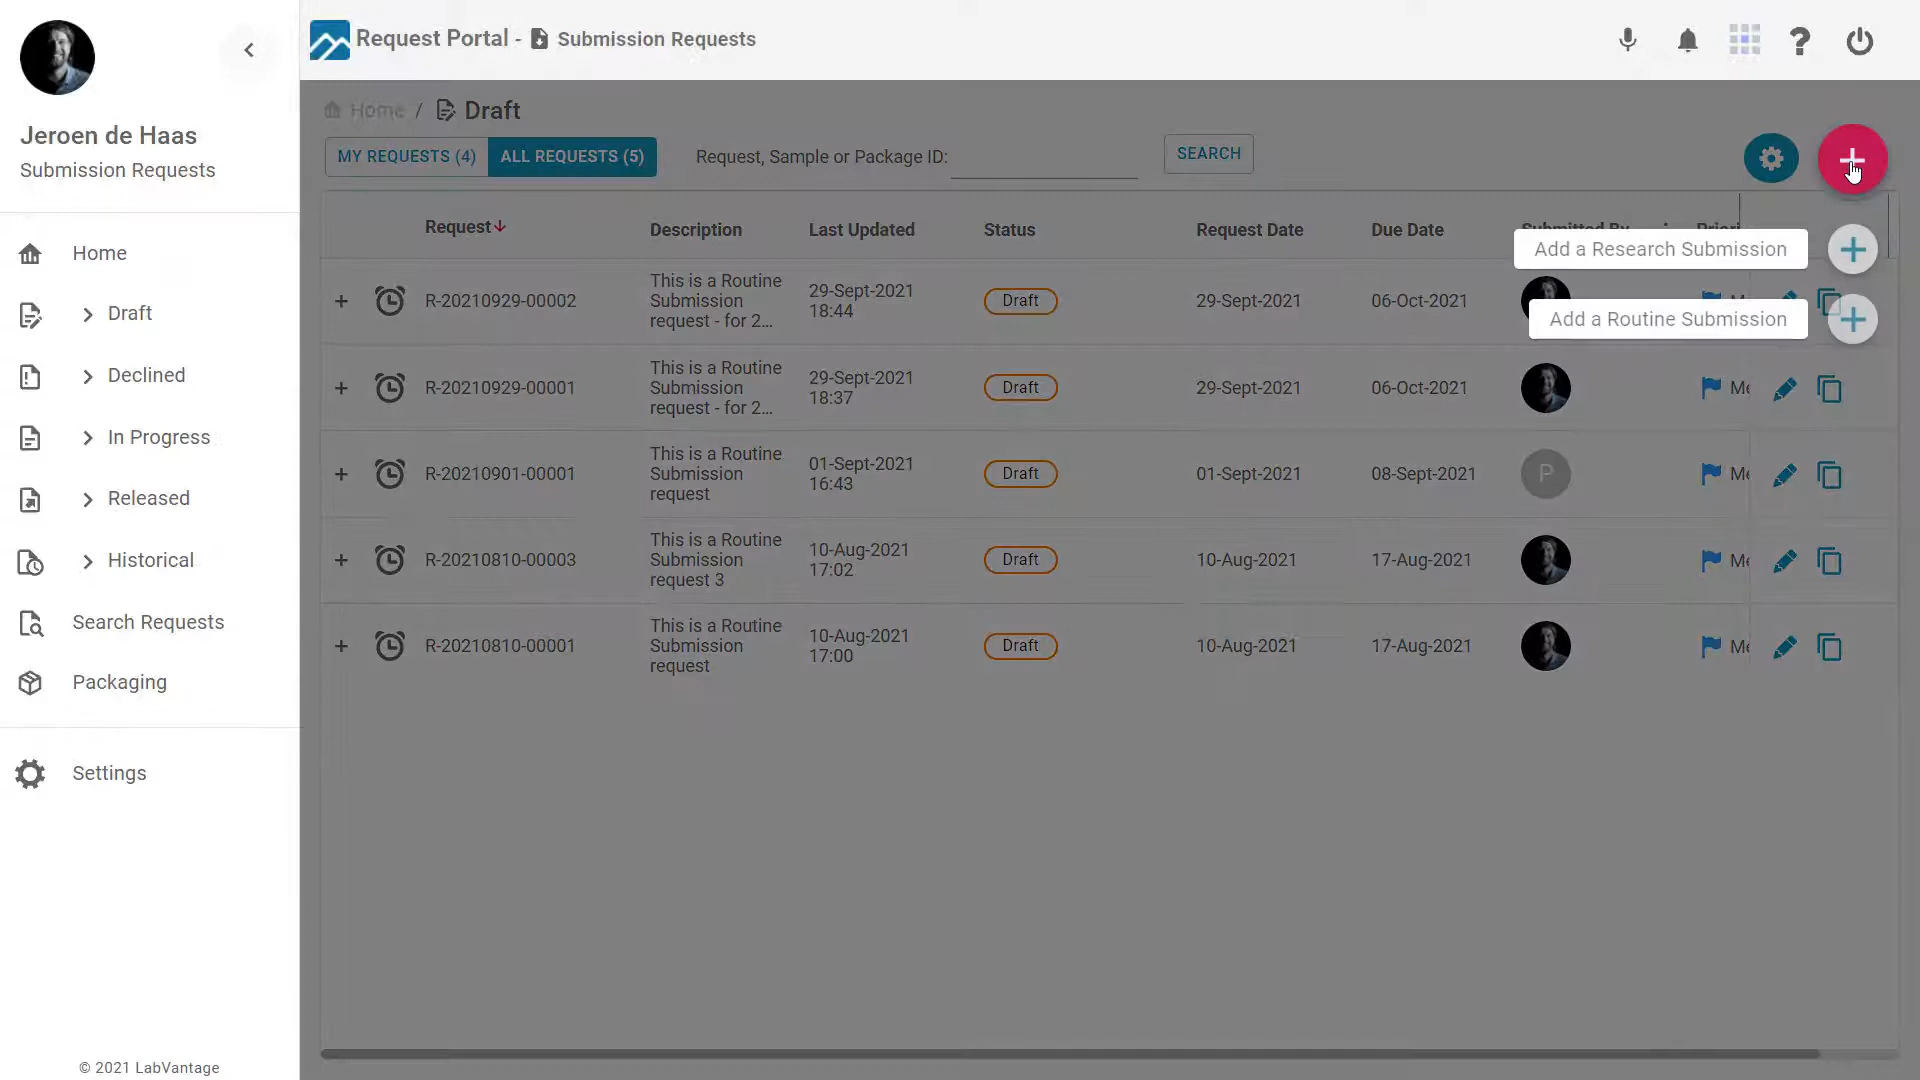 Request Portal - Submission Requests
Jeroen de Haas
Submission Requests
Home
Draft
Declined
In Progress
Released
Historical
Search Requests
Packaging
Settings
© 2021 LabVantage
Home / Draft
MY REQUESTS (4) ALL REQUESTS (5) Request, Sample or Package ID: SEARCH
Request Description Last Updated Status Request Date Due Date Submitted By
Add a Research Submission
Add a Routine Submission
R-20210929-00002
This is a Routine
Submission
request - for 2...
29-Sept-2021
18:44
Draft
29-Sept-2021
06-Oct-2021
R-20210929-00001
This is a Routine
Submission
request - for 2...
29-Sept-2021
18:37
Draft
29-Sept-2021
06-Oct-2021
R-20210901-00001
This is a Routine
Submission
request
01-Sept-2021
16:43
Draft
01-Sept-2021
08-Sept-2021
P
R-20210810-00003
This is a Routine
Submission
request 3
10-Aug-2021
17:02
Draft
10-Aug-2021
17-Aug-2021
R-20210810-00001
This is a Routine
Submission
request
10-Aug-2021
17:00
Draft
10-Aug-2021
17-Aug-2021